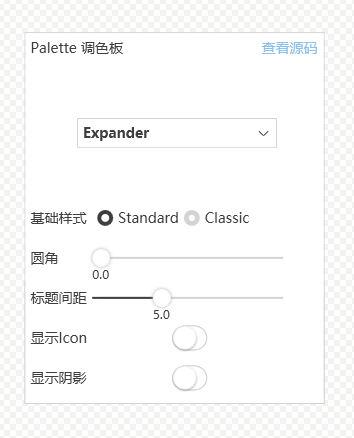 Palette 调色板 查看源码
Expander
基础样式 Standard Classic
圆角
0.0
标题间距
5.0
显示Icon
显示阴影